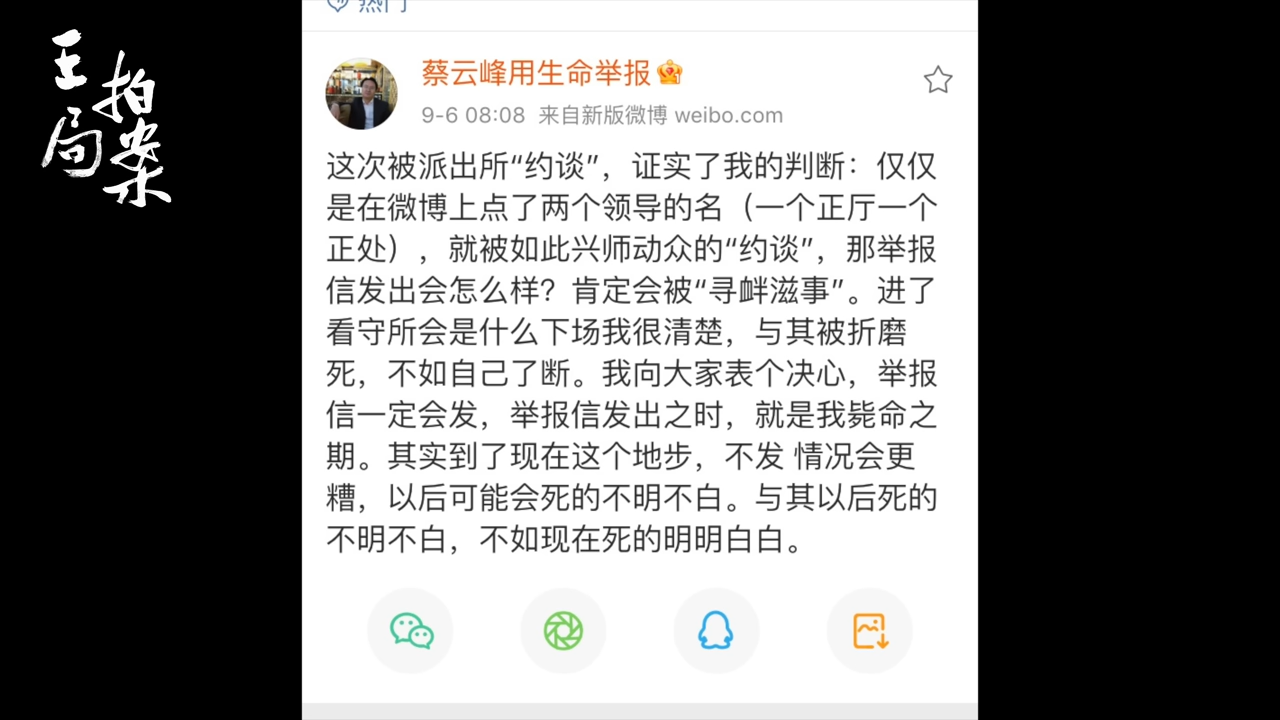 王局拍案
热门
蔡云峰用生命举报
9-6 08:08 来自新版微博 weibo.com
这次被派出所“约谈”，证实了我的判断：仅仅
是在微博上点了两个领导的名（一个正厅一个
正处），就被如此兴师动众的“约谈”，那举报
信发出会怎么样？肯定会被“寻衅滋事”。进了
看守所会是什么下场我很清楚，与其被折磨
死，不如自己了断。我向大家表个决心，举报
信一定会发，举报信发出之时，就是我毙命之
期。其实到了现在这个地步，不发 情况会更
糟，以后可能会死的不明不白。与其以后死的
不明不白，不如现在死的明明白白。